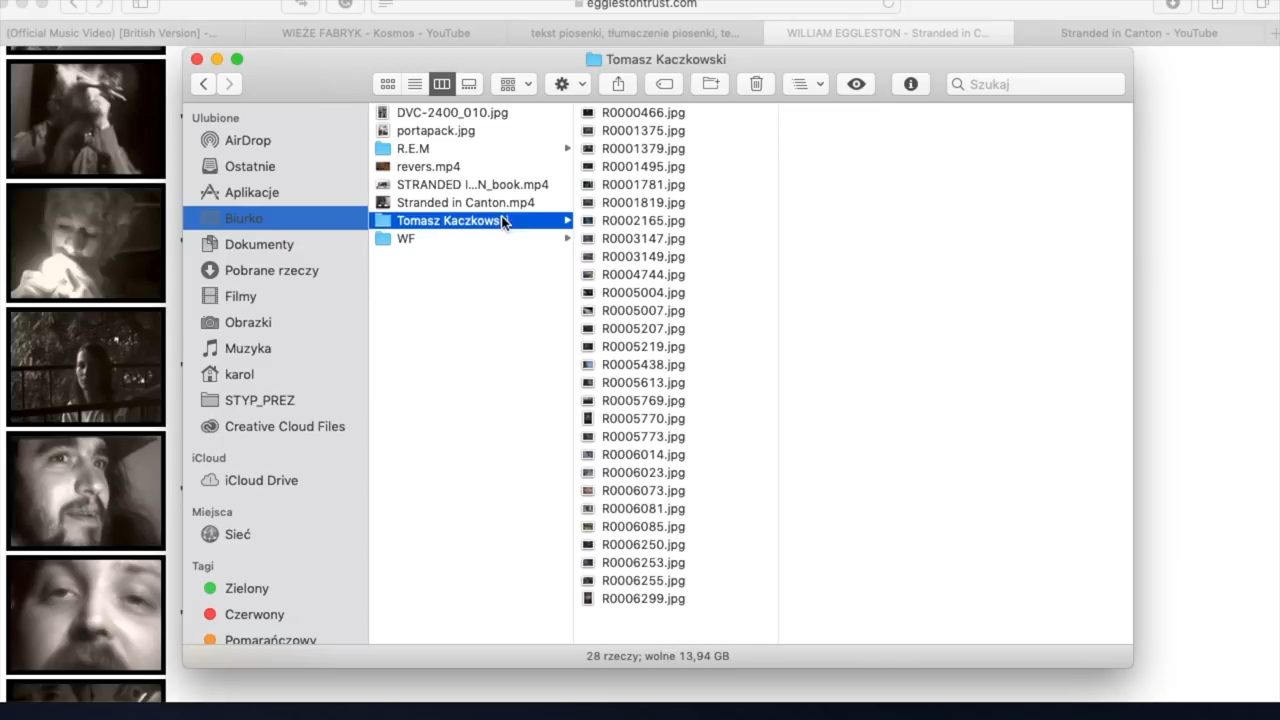 egglestontrust.com
(Official Music Video) [British Version] -...
WIEŻE FABRYK - Kosmos - YouTube
tekst piosenki, tłumaczenie piosenki, te...
WILLIAM EGGLESTON - Stranded in C...
Stranded in Canton - YouTube
Tomasz Kaczkowski
Szukaj
Ulubione
AirDrop
Ostatnie
Aplikacje
Biurko
Dokumenty
Pobrane rzeczy
Filmy
Obrazki
Muzyka
karol
STYP_PREZ
Creative Cloud Files
iCloud
iCloud Drive
Miejsca
Sieć
Tagi
Zielony
Czerwony
Pomarańczowy
DVC-2400_010.jpg
portapack.jpg
R.E.M
revers.mp4
STRANDED I...N_book.mp4
Stranded in Canton.mp4
Tomasz Kaczkowski
WF
R0000466.jpg
R0001375.jpg
R0001379.jpg
R0001495.jpg
R0001781.jpg
R0001819.jpg
R0002165.jpg
R0003147.jpg
R0003149.jpg
R0004744.jpg
R0005004.jpg
R0005007.jpg
R0005207.jpg
R0005219.jpg
R0005438.jpg
R0005613.jpg
R0005769.jpg
R0005770.jpg
R0005773.jpg
R0006014.jpg
R0006023.jpg
R0006073.jpg
R0006081.jpg
R0006085.jpg
R0006250.jpg
R0006253.jpg
R0006255.jpg
R0006299.jpg
28 rzeczy; wolne 13,94 GB